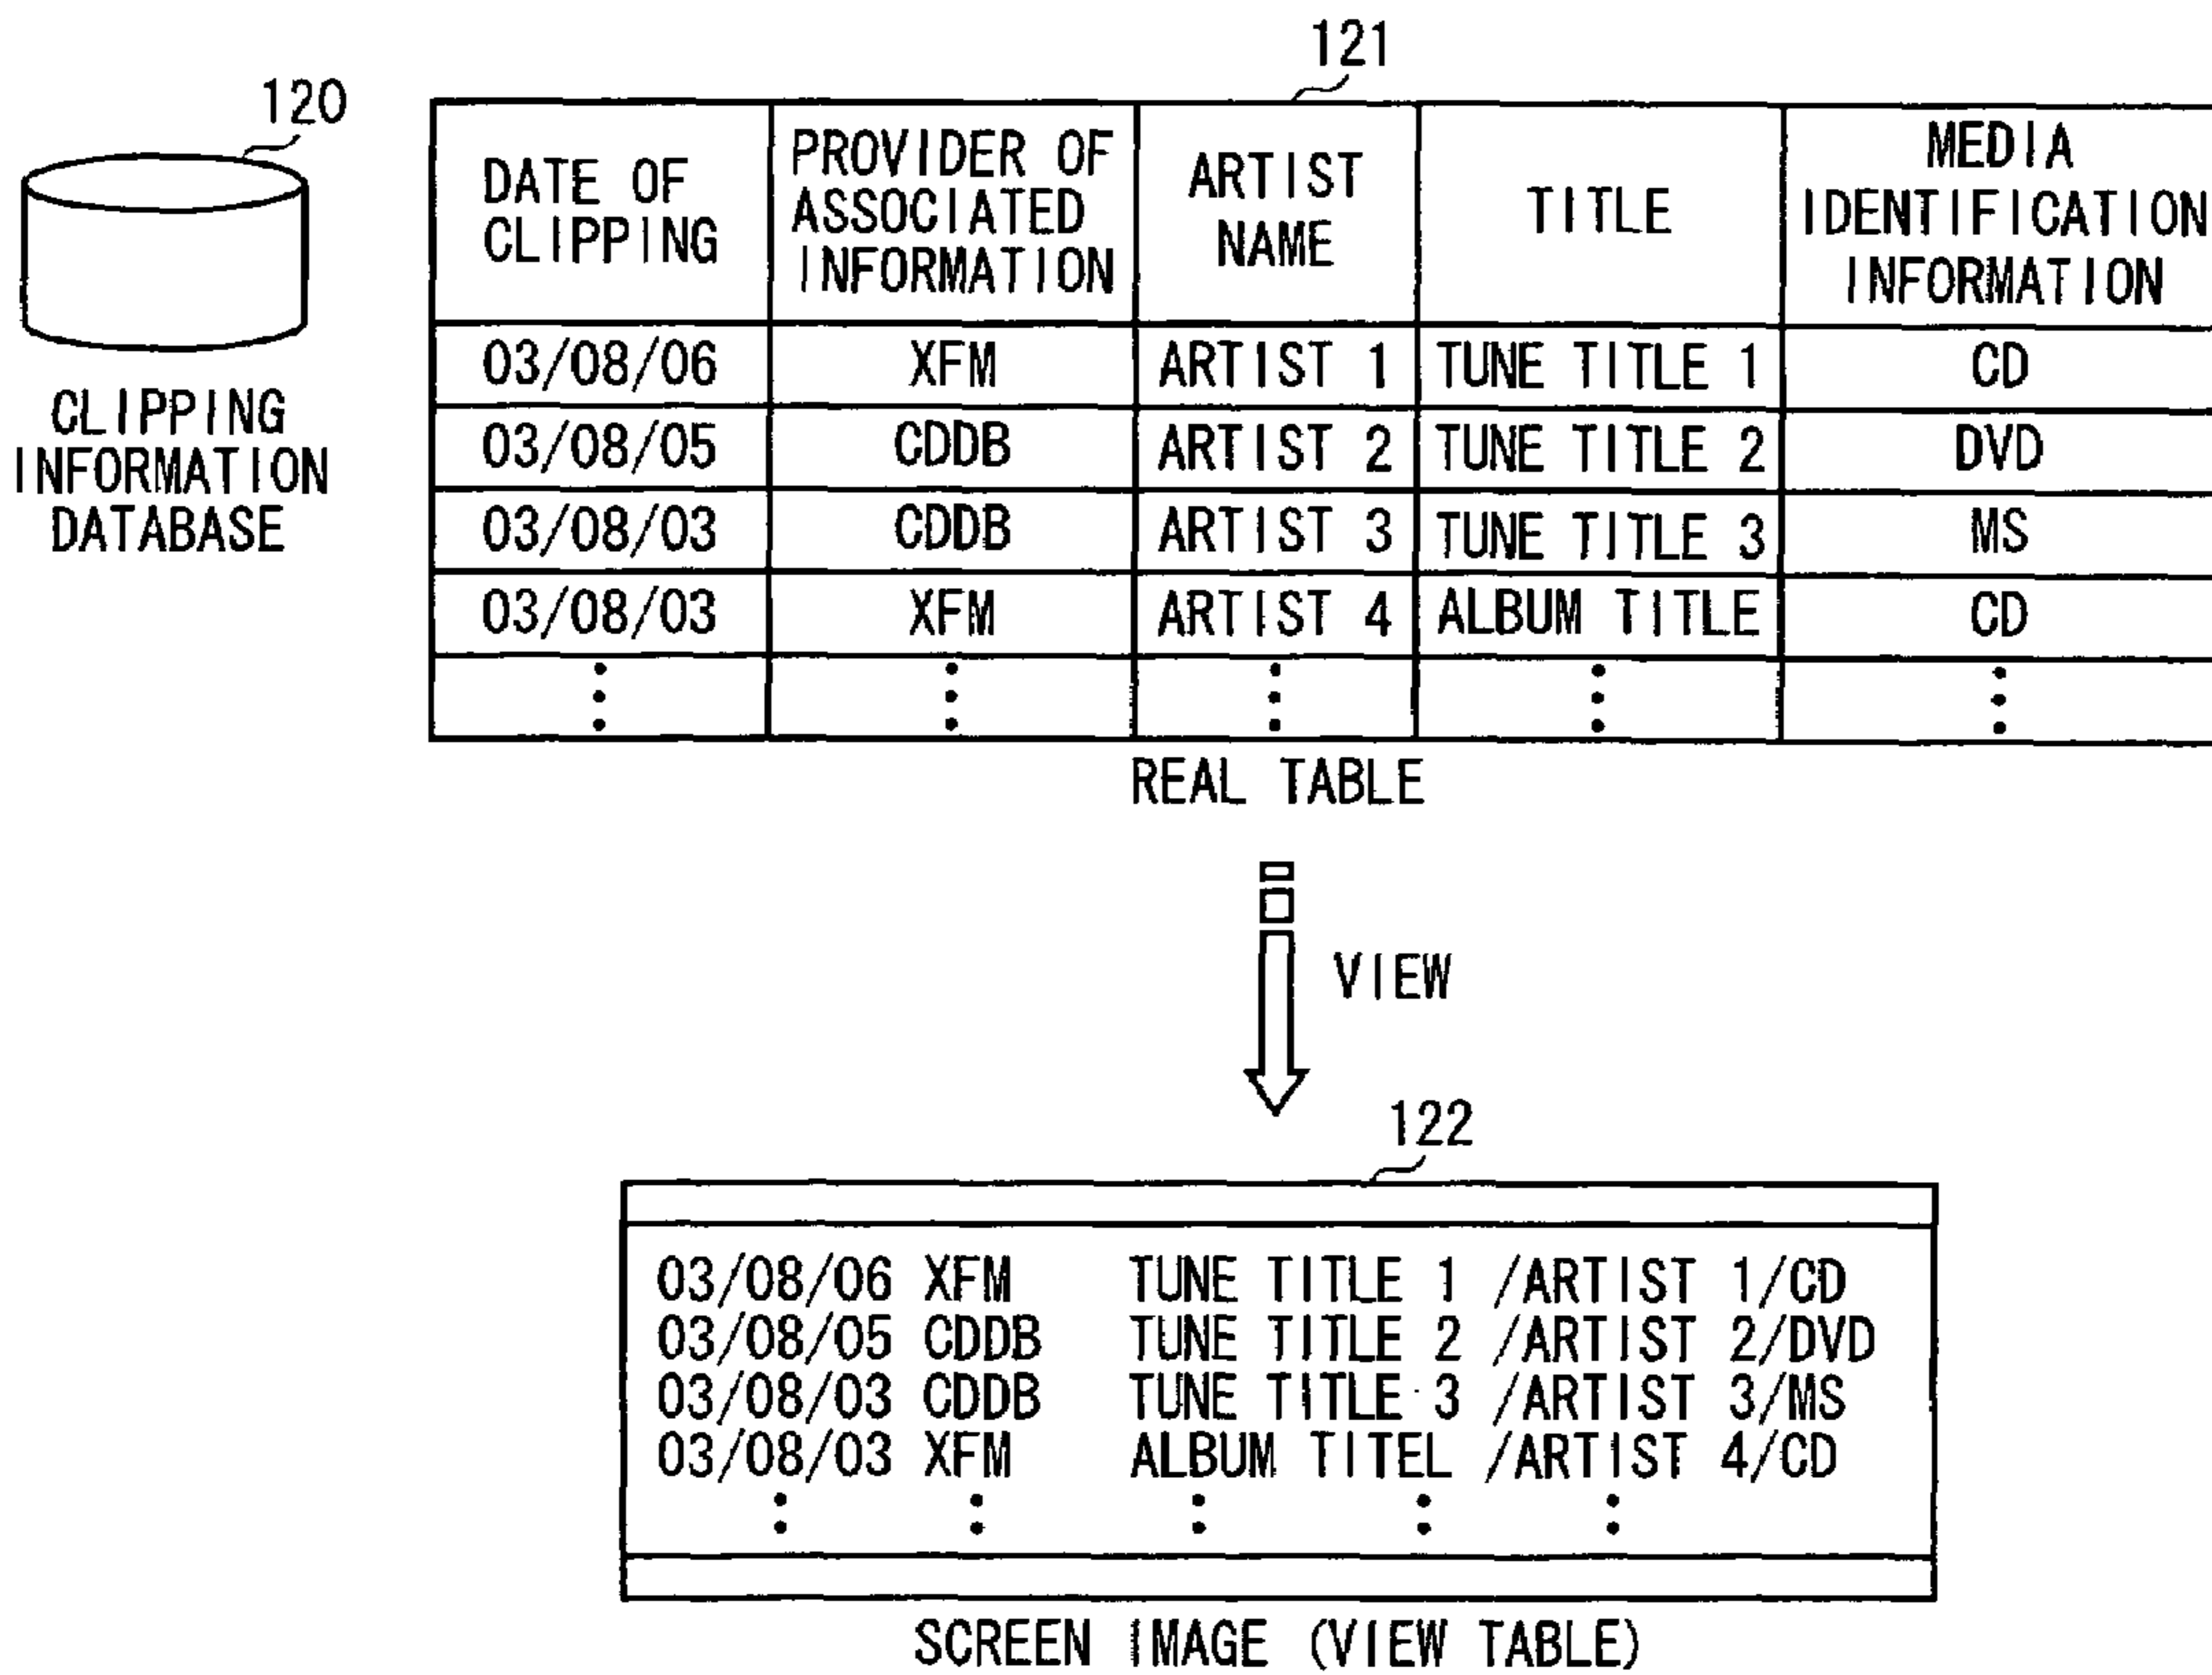 120
CLIPPING
INFORMATION
DATABASE
121
DATE OF
CLIPPING
PROVIDER OF
ASSOCIATED
INFORMATION
ARTIST
NAME
TITLE
MEDIA
IDENTIFICATION
INFORMATION
03/08/06 XFM ARTIST 1 TUNE TITLE 1 CD
03/08/05 CDDB ARTIST 2 TUNE TITLE 2 DVD
03/08/03 CDDB ARTIST 3 TUNE TITLE 3 MS
03/08/03 XFM ARTIST 4 ALBUM TITLE CD
REAL TABLE
VIEW
122
03/08/06 XFM TUNE TITLE 1 /ARTIST 1/CD
03/08/05 CDDB TUNE TITLE 2 /ARTIST 2/DVD
03/08/03 CDDB TUNE TITLE 3 /ARTIST 3/MS
03/08/03 XFM ALBUM TITEL /ARTIST 4/CD
SCREEN IMAGE (VIEW TABLE)